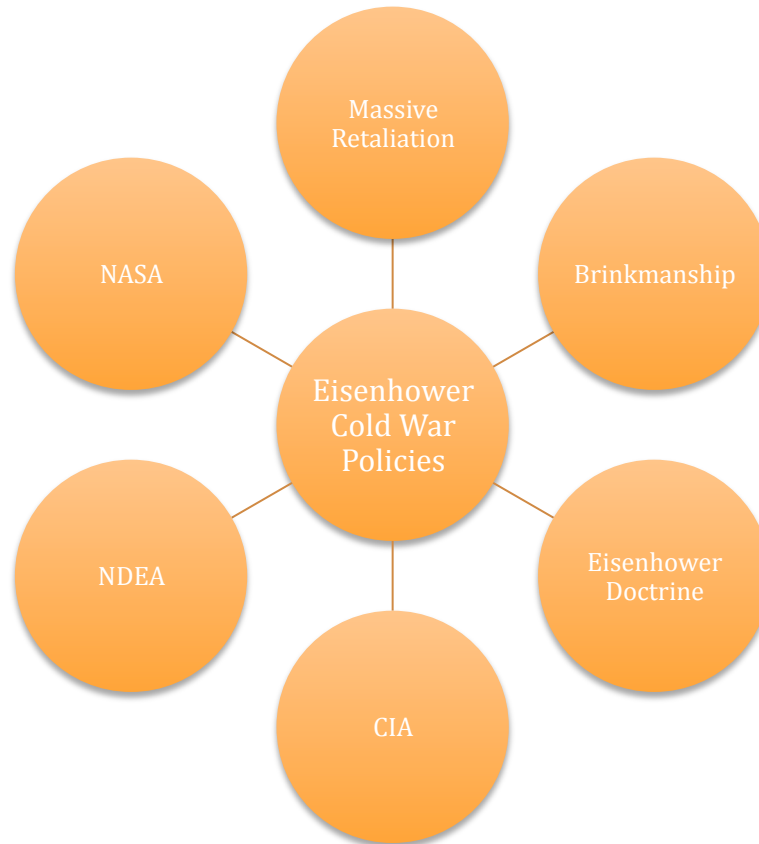 Massive
Retaliation
NASA
Brinkmanship
Eisenhower
Cold War
Policies
NDEA
Eisenhower
Doctrine
CIA